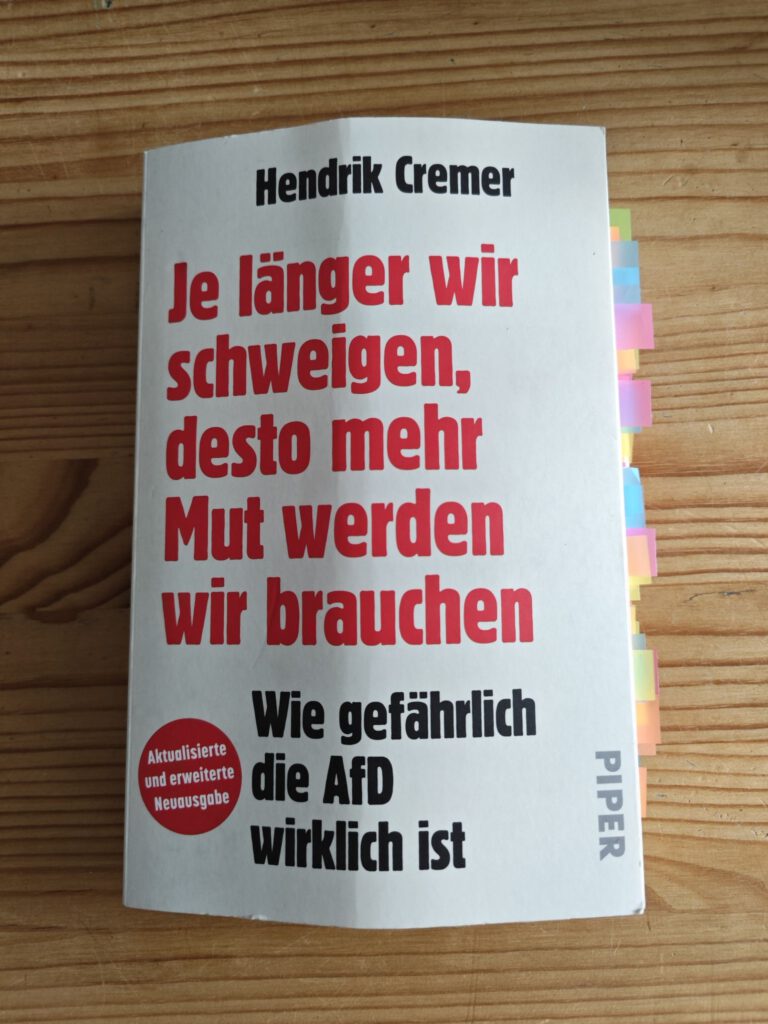 Hendrik Cremer
Je länger wir
schweigen,
desto mehr
Mut werden
wir brauchen
Wie gefährlich
die AfD
wirklich ist
Aktualisierte
und erweiterte
Neuausgabe
PIPER